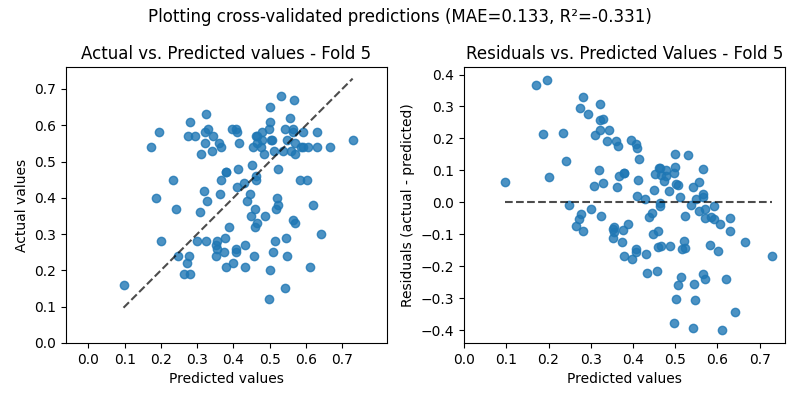 Plotting cross-validated predictions (MAE=0.133, R²=-0.331)
Actual vs. Predicted values - Fold 5
Actual values
0.7
0.6
0.5
0.4
0.3
0.2
0.1
0.0
0.0 0.1 0.2 0.3 0.4 0.5 0.6 0.7
Predicted values
Residuals vs. Predicted Values - Fold 5
Residuals (actual - predicted)
0.4
0.3
0.2
0.1
0.0
−0.1
−0.2
−0.3
−0.4
0.0 0.1 0.2 0.3 0.4 0.5 0.6 0.7
Predicted values